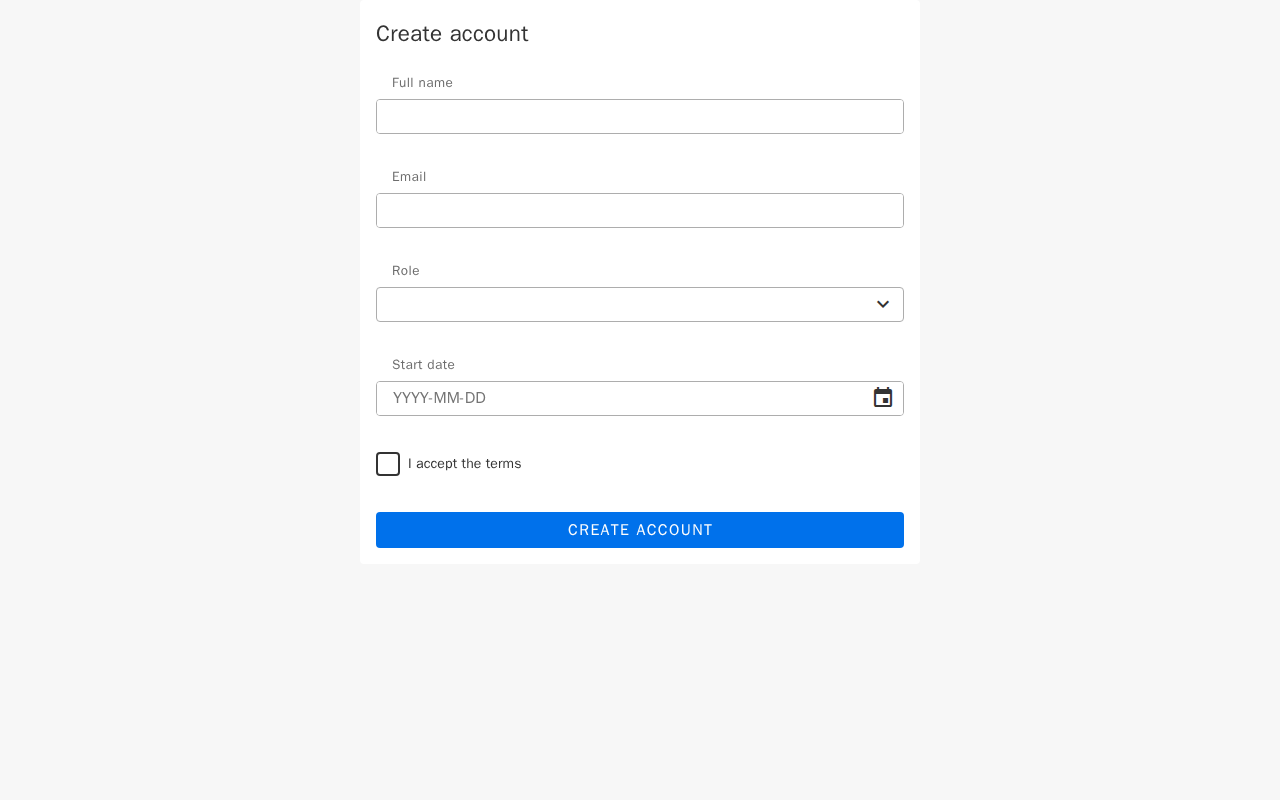 Create account
Full name
Email
Role
Start date
YYYY-MM-DD
I accept the terms
CREATE ACCOUNT